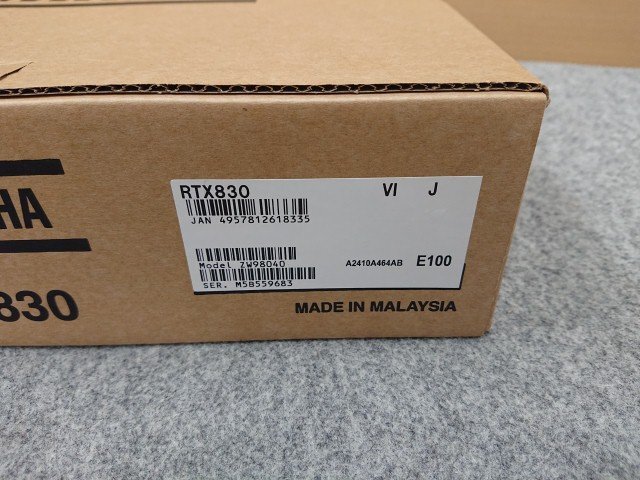 RTX830 VI J
JAN 4957812618335
Model ZW98040
A2410A464AB E100
SER. M5B559683
HA
830
MADE IN MALAYSIA